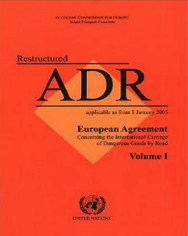 ECONOMIC COMMISSION FOR EUROPE
Inland Transport Committee
Restructured
ADR
applicable as from 1 January 2003
European Agreement
Concerning the International Carriage
of Dangerous Goods by Road
Volume I
UNITED NATIONS